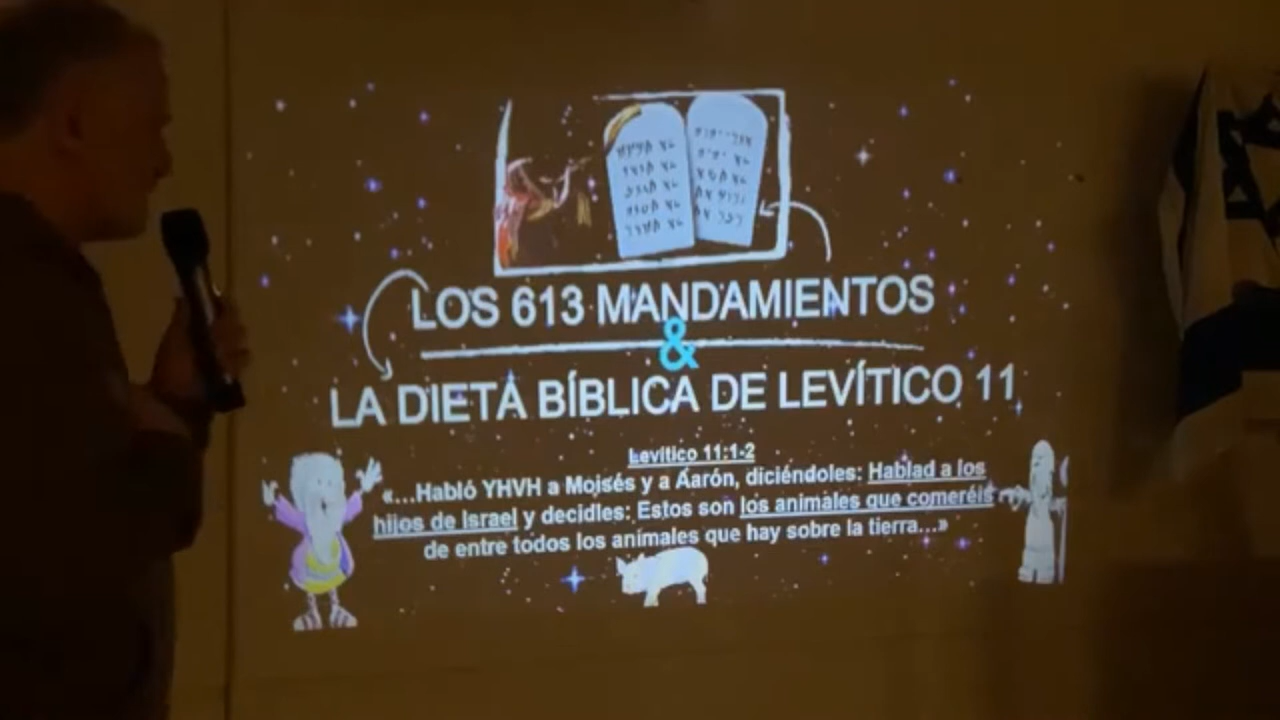 LOS 613 MANDAMIENTOS
&
LA DIETA BÍBLICA DE LEVÍTICO 11
Levítico 11:1-2
«...Habló YHVH a Moisés y a Aarón, diciéndoles: Hablad a los
hijos de Israel y decidles: Estos son los animales que comeréis
de entre todos los animales que hay sobre la tierra...»